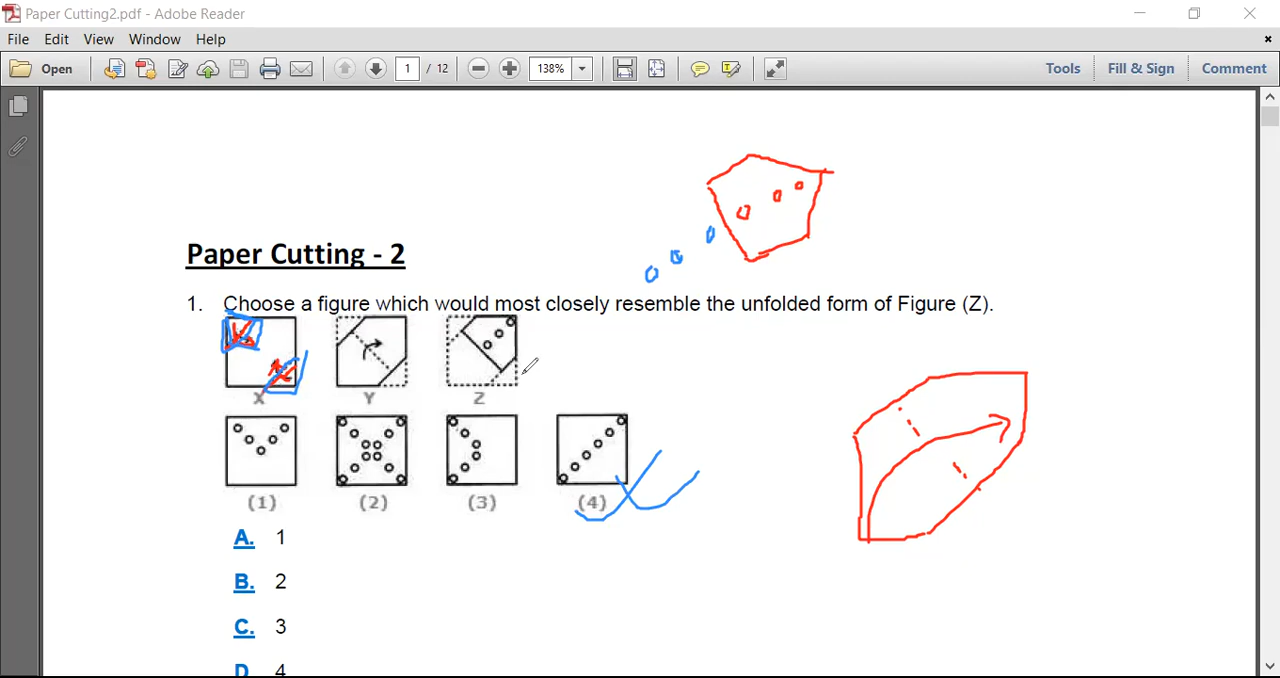 Paper Cutting2.pdf - Adobe Reader
File Edit View Window Help
Open 1 / 12 138% Tools Fill & Sign Comment
Paper Cutting - 2
1. Choose a figure which would most closely resemble the unfolded form of Figure (Z).
X Y Z
(1) (2) (3) (4)
A. 1
B. 2
C. 3
D 4